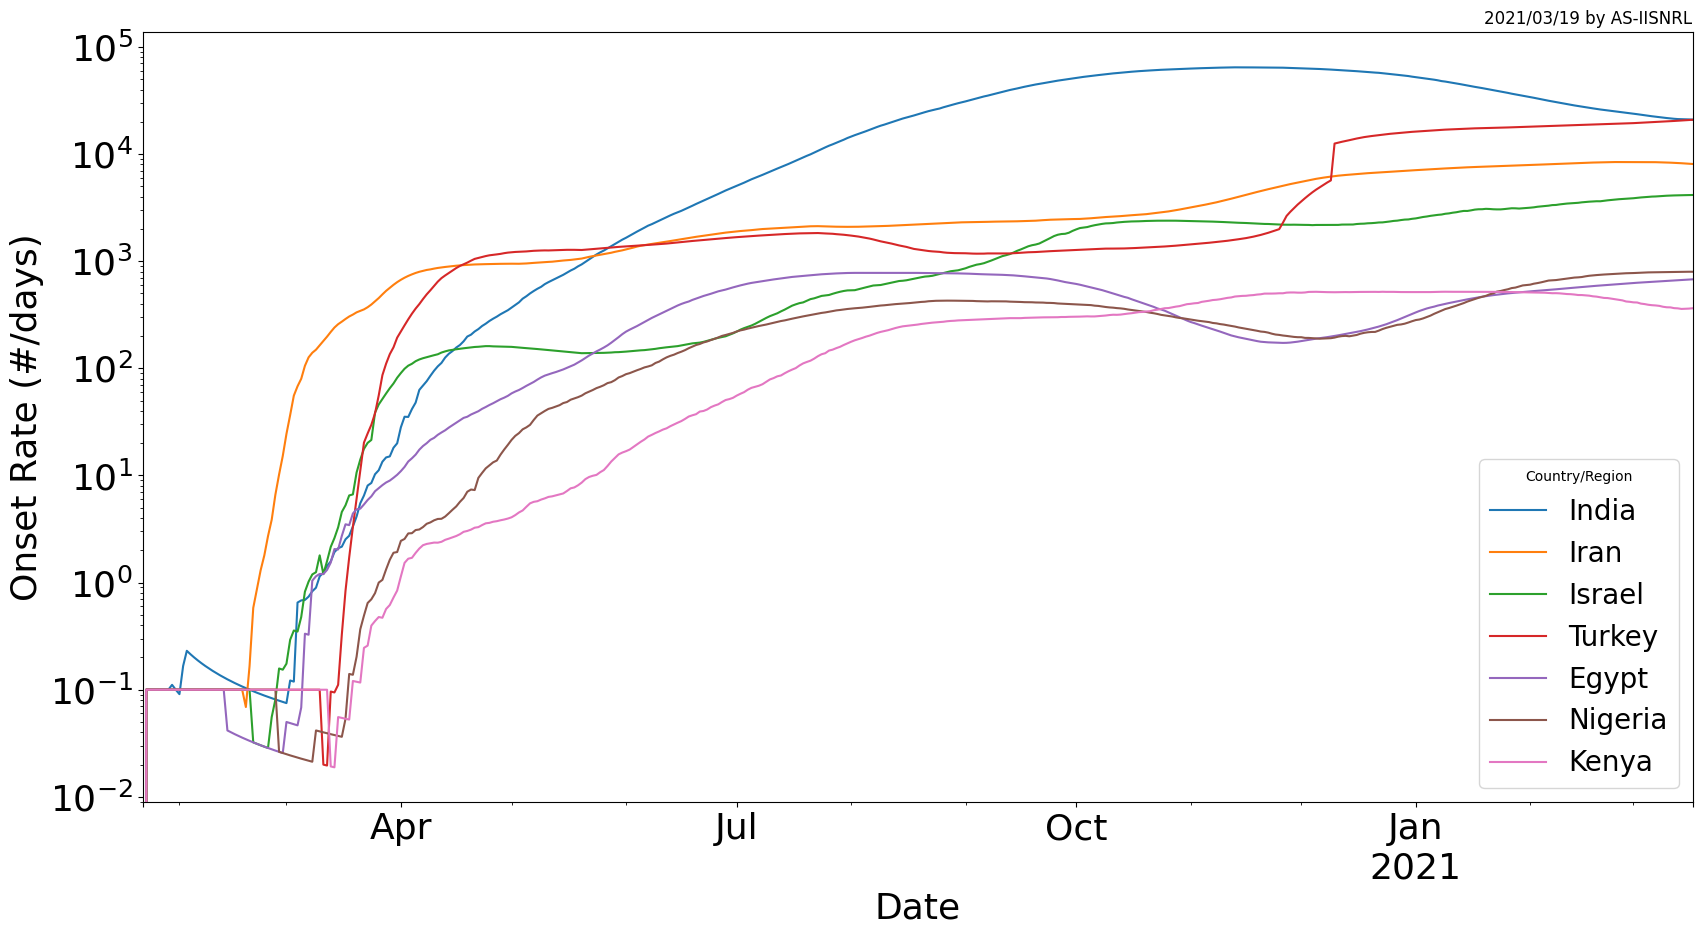 2021/03/19 by AS-IISNRL
Onset Rate (#/days)
10^5
10^4
10^3
10^2
10^1
10^0
10^−1
10^−2
Country/Region
India
Iran
Israel
Turkey
Egypt
Nigeria
Kenya
Apr Jul Oct Jan
2021
Date